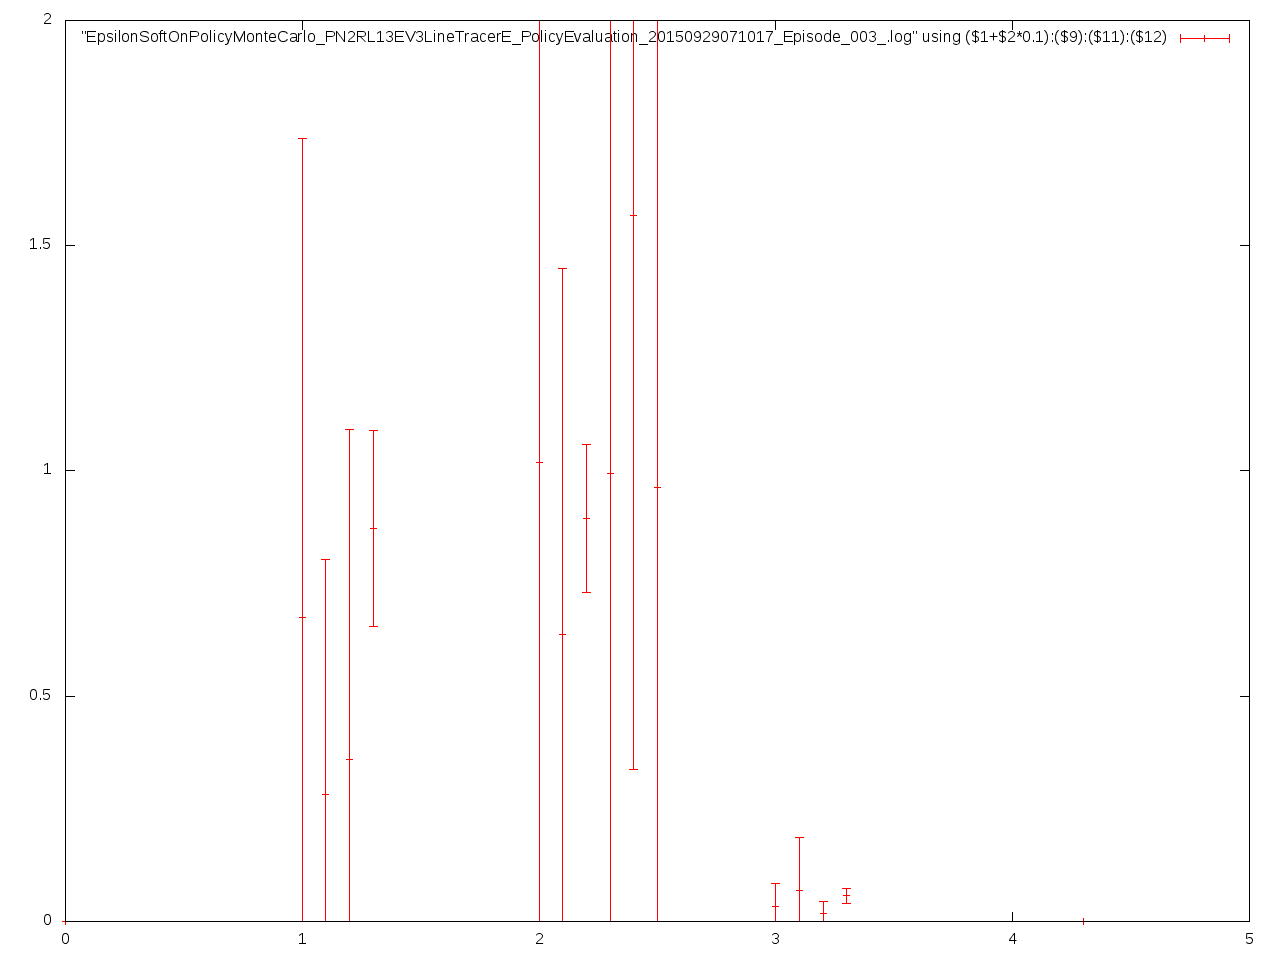 2
"EpsilonSoftOnPolicyMonteCarlo_PN2RL13EV3LineTracerE_PolicyEvaluation_20150929071017_Episode_003_.log" using ($1+$2*0.1):($9):($11):($12)
1.5
1
0.5
0
0 1 2 3 4 5